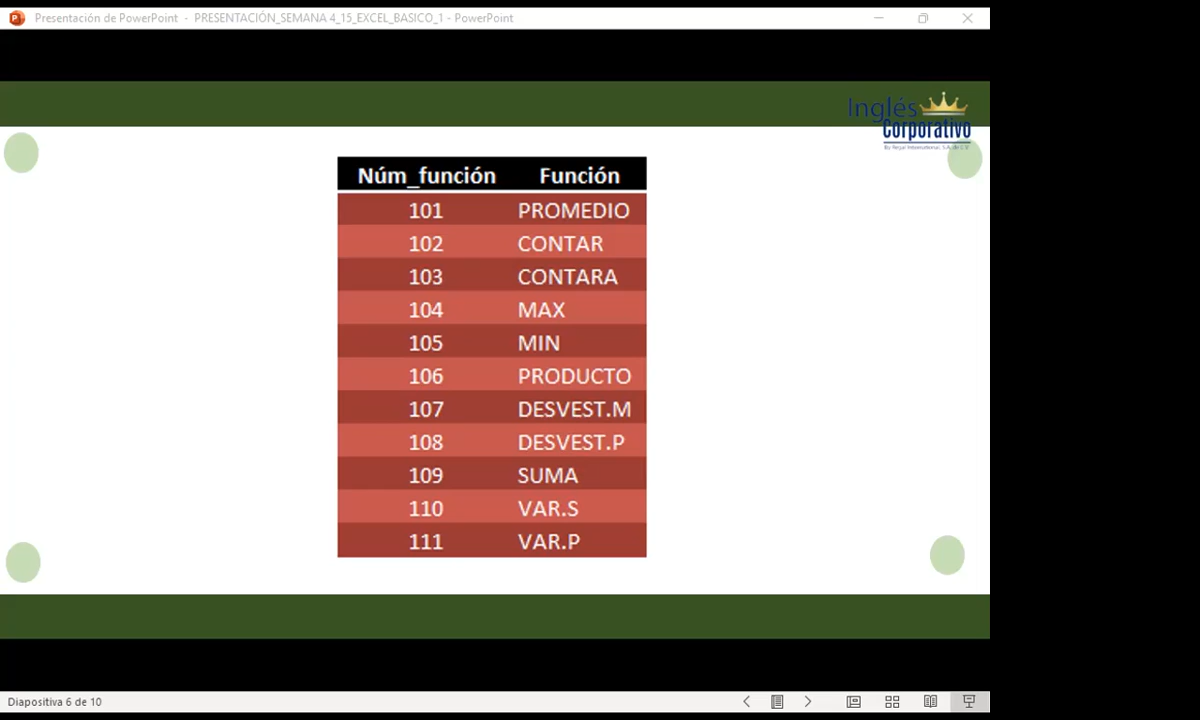 Presentación de PowerPoint - PRESENTACIÓN_SEMANA 4_15_EXCEL_BASICO_1 - PowerPoint
Inglés
Corporativo
Núm_función Función
101 PROMEDIO
102 CONTAR
103 CONTARA
104 MAX
105 MIN
106 PRODUCTO
107 DESVEST.M
108 DESVEST.P
109 SUMA
110 VAR.S
111 VAR.P
Diapositiva 6 de 10